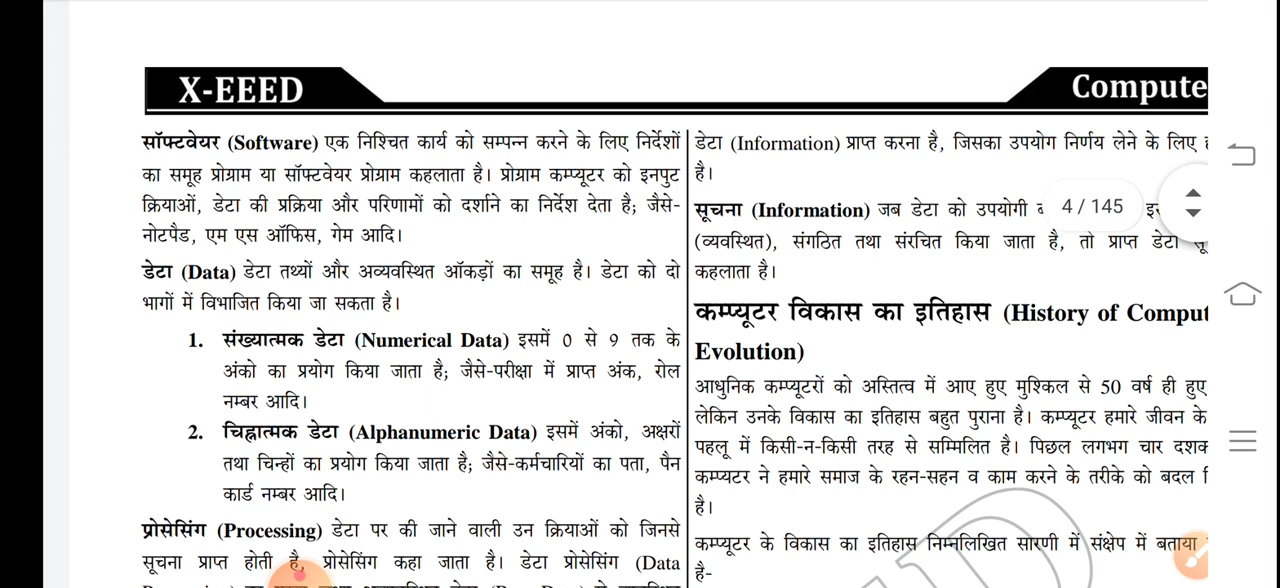 X-EEED
Compute
सॉफ्टवेयर (Software) एक निश्चित कार्य को सम्पन्न करने के लिए निर्देशों
का समूह प्रोग्राम या सॉफ्टवेयर प्रोग्राम कहलाता है। प्रोग्राम कम्प्यूटर को इनपुट
क्रियाओं, डेटा की प्रक्रिया और परिणामों को दर्शाने का निर्देश देता है; जैसे-
नोटपैड, एम एस ऑफिस, गेम आदि।
डेटा (Data) डेटा तथ्यों और अव्यवस्थित ऑकड़ों का समूह है। डेटा को दो
भागों में विभाजित किया जा सकता है।
1. संख्यात्मक डेटा (Numerical Data) इसमें 0 से 9 तक के
अंको का प्रयोग किया जाता है; जैसे-परीक्षा में प्राप्त अंक, रोल
नम्बर आदि।
2. चिह्नात्मक डेटा (Alphanumeric Data) इसमें अंको, अक्षरों
तथा चिन्हों का प्रयोग किया जाता है; जैसे-कर्मचारियों का पता, पैन
कार्ड नम्बर आदि।
प्रोसेसिंग (Processing) डेटा पर की जाने वाली उन क्रियाओं को जिनसे
सूचना प्राप्त होती है, प्रोसेसिंग कहा जाता है। डेटा प्रोसेसिंग (Data
डेटा (Information) प्राप्त करना है, जिसका उपयोग निर्णय लेने के लिए
है।
सूचना (Information) जब डेटा को उपयोगी
4 / 145
(व्यवस्थित), संगठित तथा संरचित किया जाता है, तो प्राप्त डेटा
कहलाता है।
कम्प्यूटर विकास का इतिहास (History of Comput
Evolution)
आधुनिक कम्प्यूटरों को अस्तित्व में आए हुए मुश्किल से 50 वर्ष ही हुए
लेकिन उनके विकास का इतिहास बहुत पुराना है। कम्प्यूटर हमारे जीवन के
पहलू में किसी-न-किसी तरह से सम्मिलित है। पिछल लगभग चार दशक
कम्प्यटर ने हमारे समाज के रहन-सहन व काम करने के तरीके को बदल
है।
कम्प्यूटर के विकास का इतिहास निम्नलिखित सारणी में संक्षेप में बताया
है-